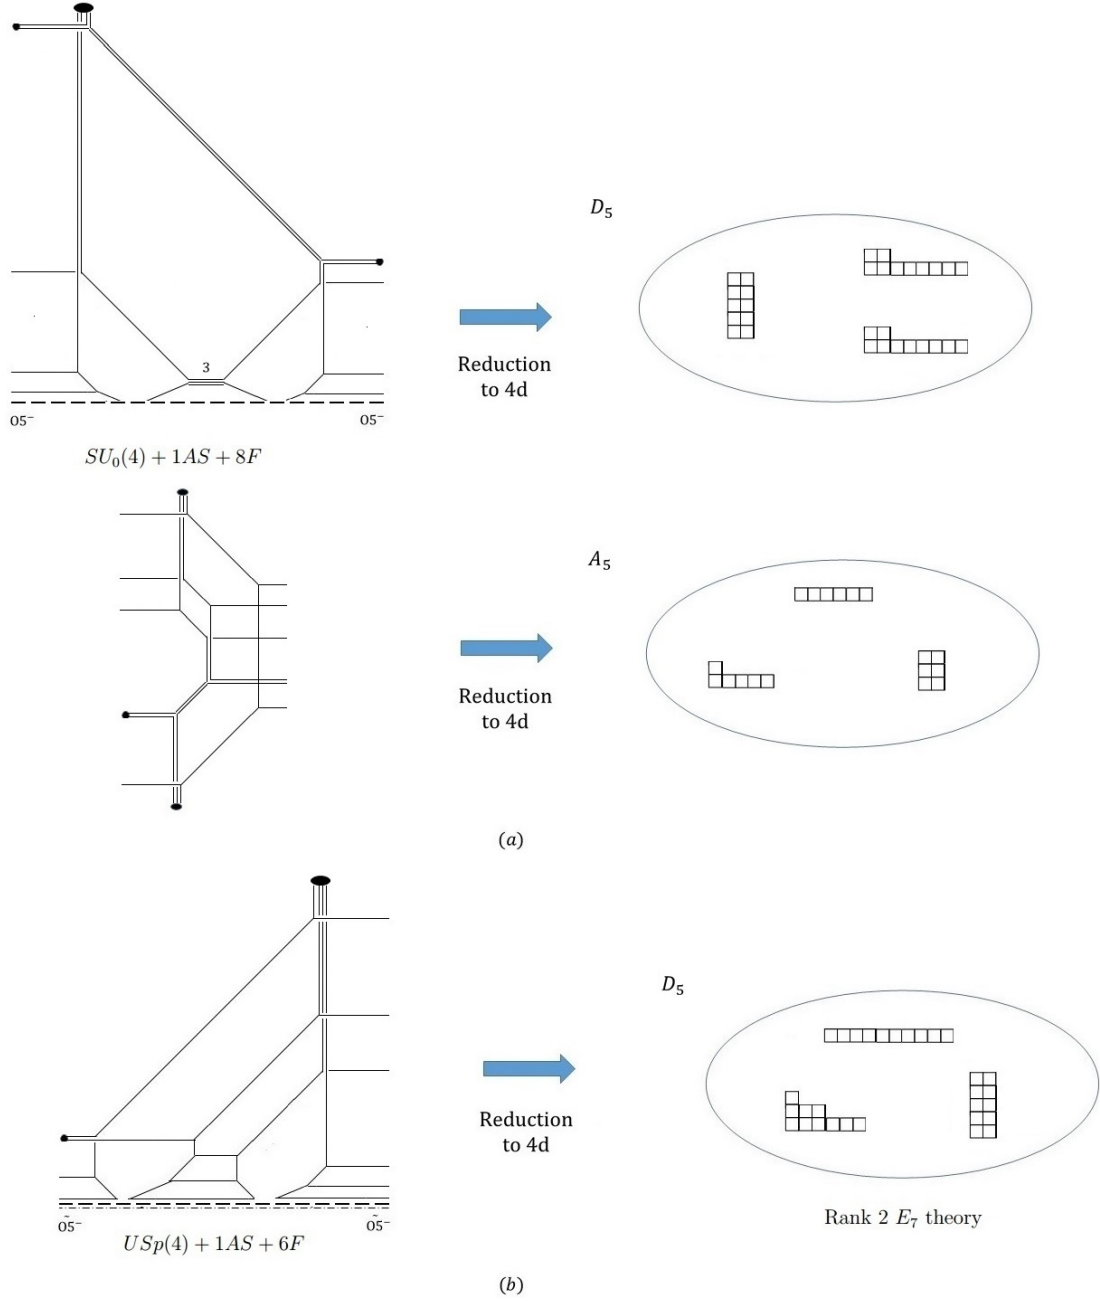 D₅
3
Reduction
to 4d
O5⁻ O5⁻
SU₀(4) + 1AS + 8F
A₅
Reduction
to 4d
(a)
D₅
Reduction
to 4d
Õ5⁻ Õ5⁻
Rank 2 E₇ theory
USp(4) + 1AS + 6F
(b)